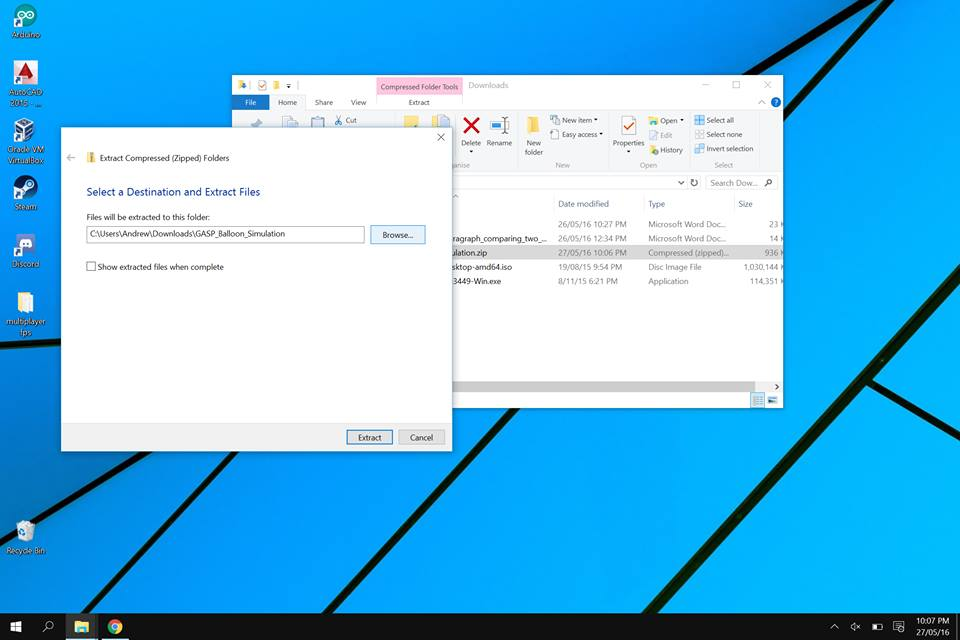 Arduino
AutoCAD
2015 - ...
Oracle VM
VirtualBox
Steam
Discord
multiplayer
fps
Recycle Bin
Compressed Folder Tools
Downloads
File
Home
Share
View
Extract
Cut
Delete
Rename
New
folder
New item
Easy access
New
Properties
Open
Edit
History
Open
Select all
Select none
Invert selection
Select
Search Dow...
Date modified
Type
Size
26/05/16 10:27 PM
Microsoft Word Doc...
23 K
ragraph_comparing_two_...
26/05/16 12:34 PM
Microsoft Word Doc...
14 K
ulation.zip
27/05/16 10:06 PM
Compressed (zipped)...
936 K
sktop-amd64.iso
19/08/15 9:54 PM
Disc Image File
1,030,144 K
3449-Win.exe
8/11/15 6:21 PM
Application
114,351 K
Extract Compressed (Zipped) Folders
Select a Destination and Extract Files
Files will be extracted to this folder:
C:\Users\Andrew\Downloads\GASP_Balloon_Simulation
Browse...
Show extracted files when complete
Extract
Cancel
10:07 PM
27/05/16